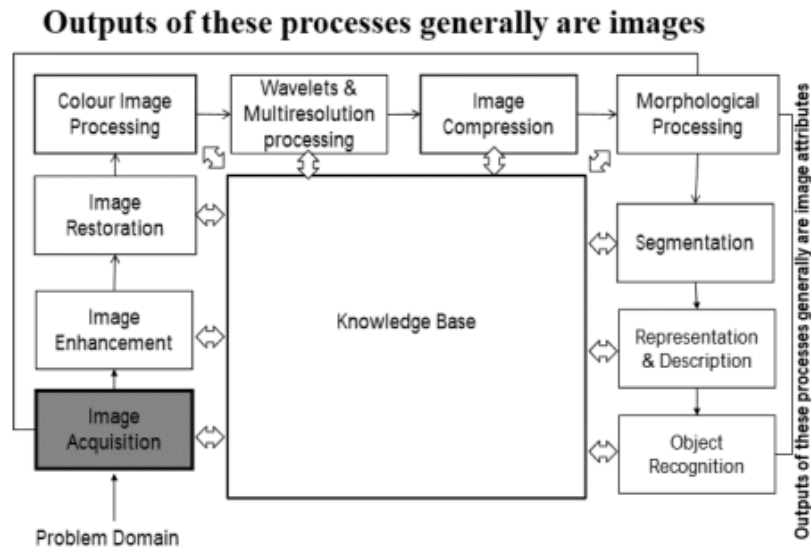 Outputs of these processes generally are images
Colour Image
Processing
Wavelets &
Multiresolution
processing
Image
Compression
Morphological
Processing
Image
Restoration
Segmentation
Image
Enhancement
Knowledge Base
Representation
& Description
Image
Acquisition
Object
Recognition
Problem Domain
Outputs of these processes generally are image attributes